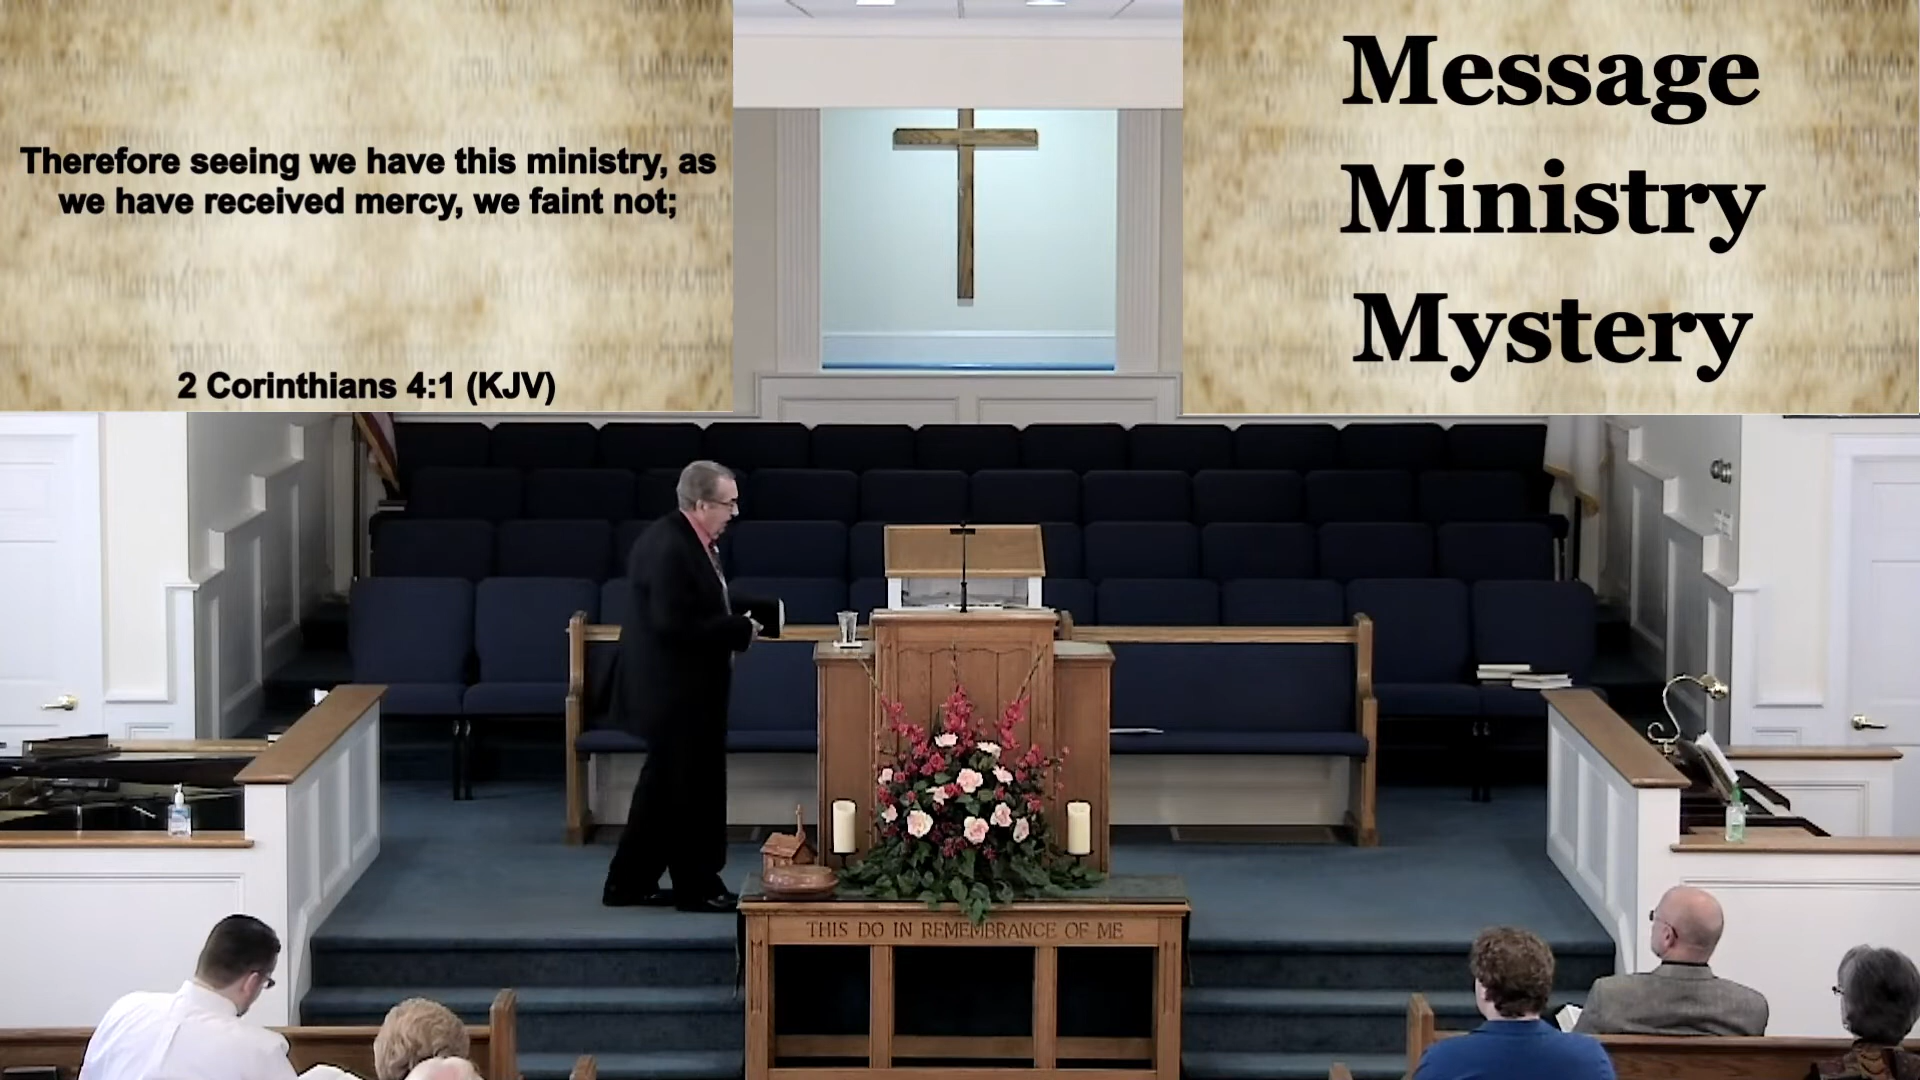 Therefore seeing we have this ministry, as
we have received mercy, we faint not;
2 Corinthians 4:1 (KJV)
Message
Ministry
Mystery
THIS DO IN REMEMBRANCE OF ME